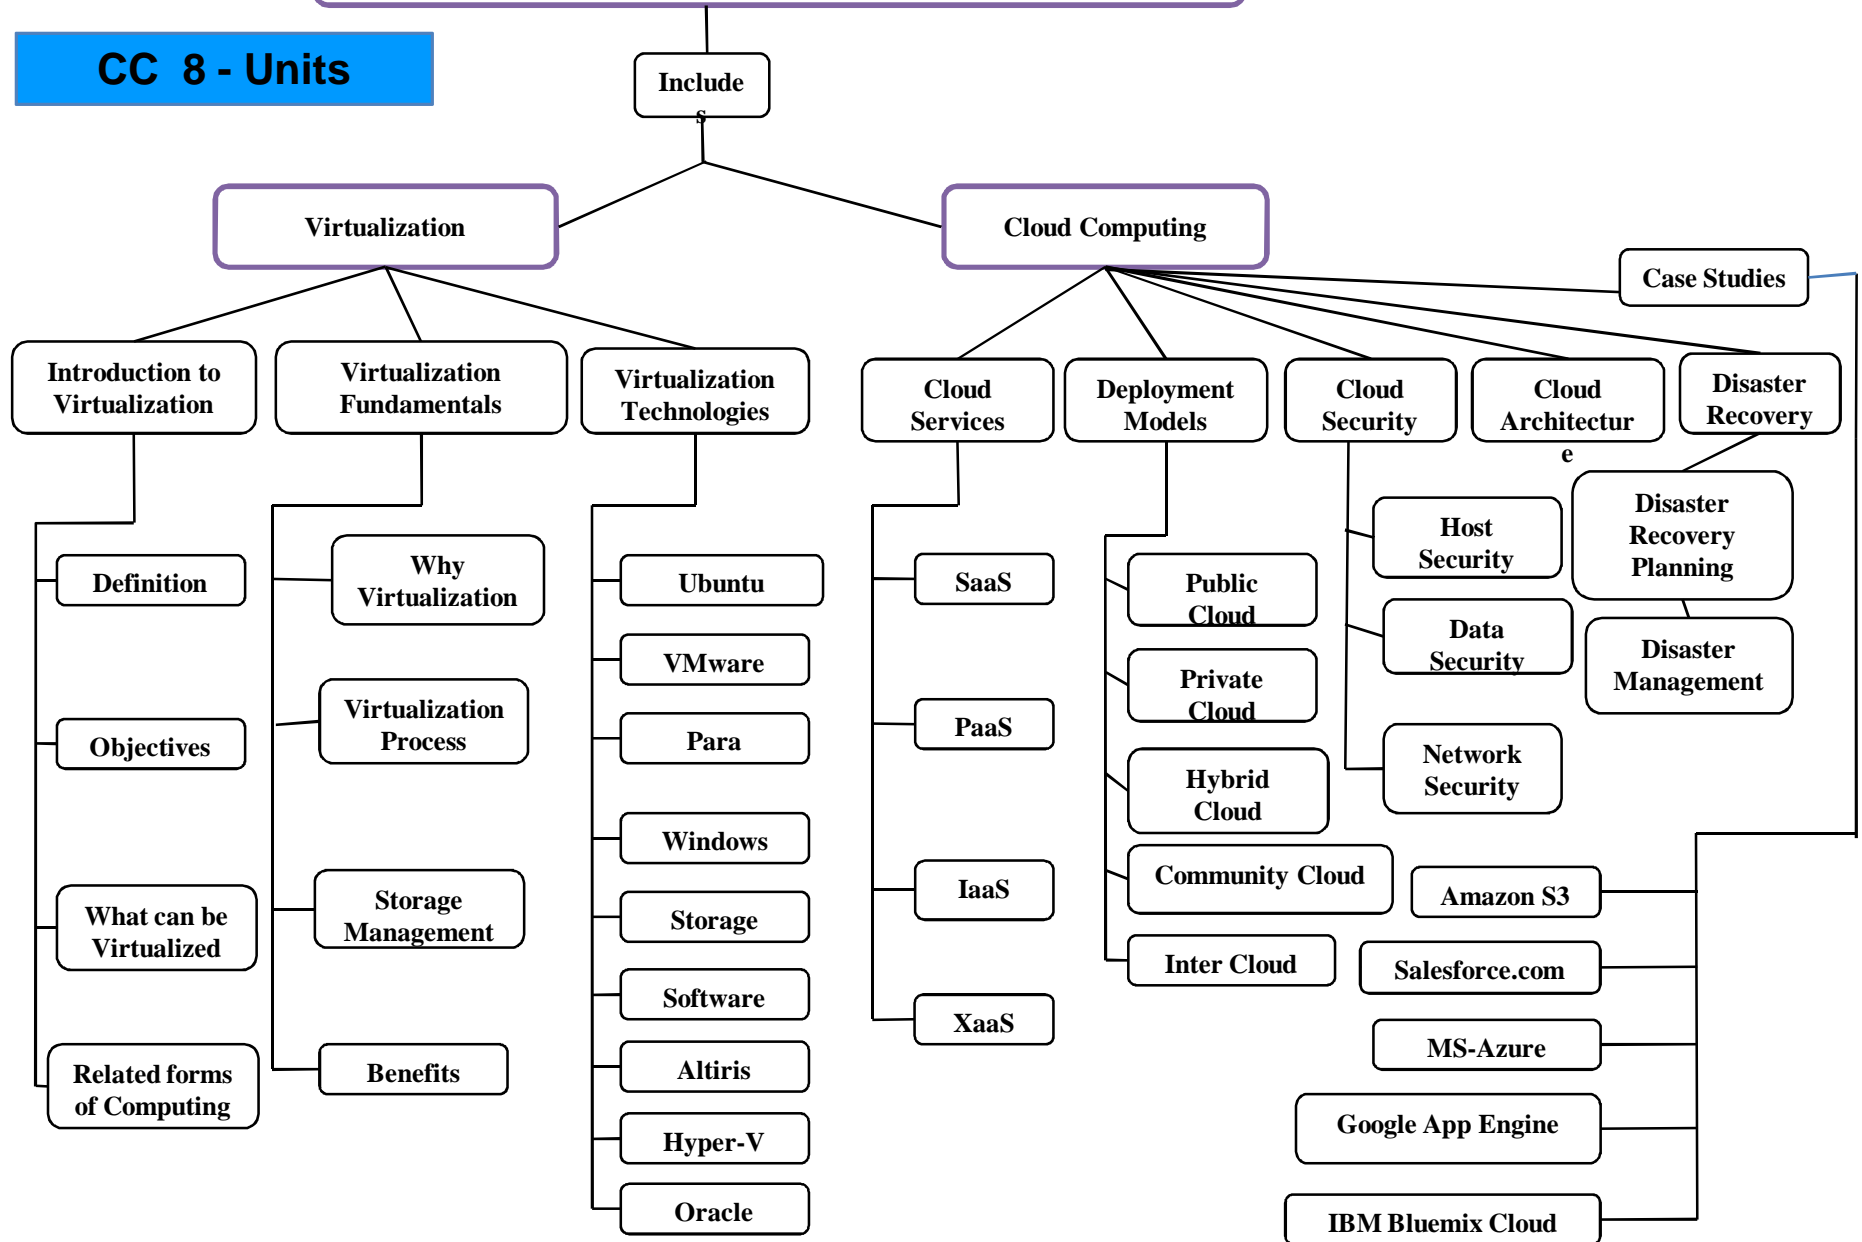 CC 8 - Units
Include
s
Virtualization
Cloud Computing
Case Studies
Introduction to
Virtualization
Virtualization
Fundamentals
Virtualization
Technologies
Cloud
Services
Deployment
Models
Cloud
Security
Cloud
Architectur
e
Disaster
Recovery
Definition
Objectives
What can be
Virtualized
Related forms
of Computing
Why
Virtualization
Virtualization
Process
Storage
Management
Benefits
Ubuntu
VMware
Para
Windows
Storage
Software
Altiris
Hyper-V
Oracle
SaaS
PaaS
IaaS
XaaS
Public
Cloud
Private
Cloud
Hybrid
Cloud
Community Cloud
Inter Cloud
Host
Security
Data
Security
Network
Security
Disaster
Recovery
Planning
Disaster
Management
Amazon S3
Salesforce.com
MS-Azure
Google App Engine
IBM Bluemix Cloud